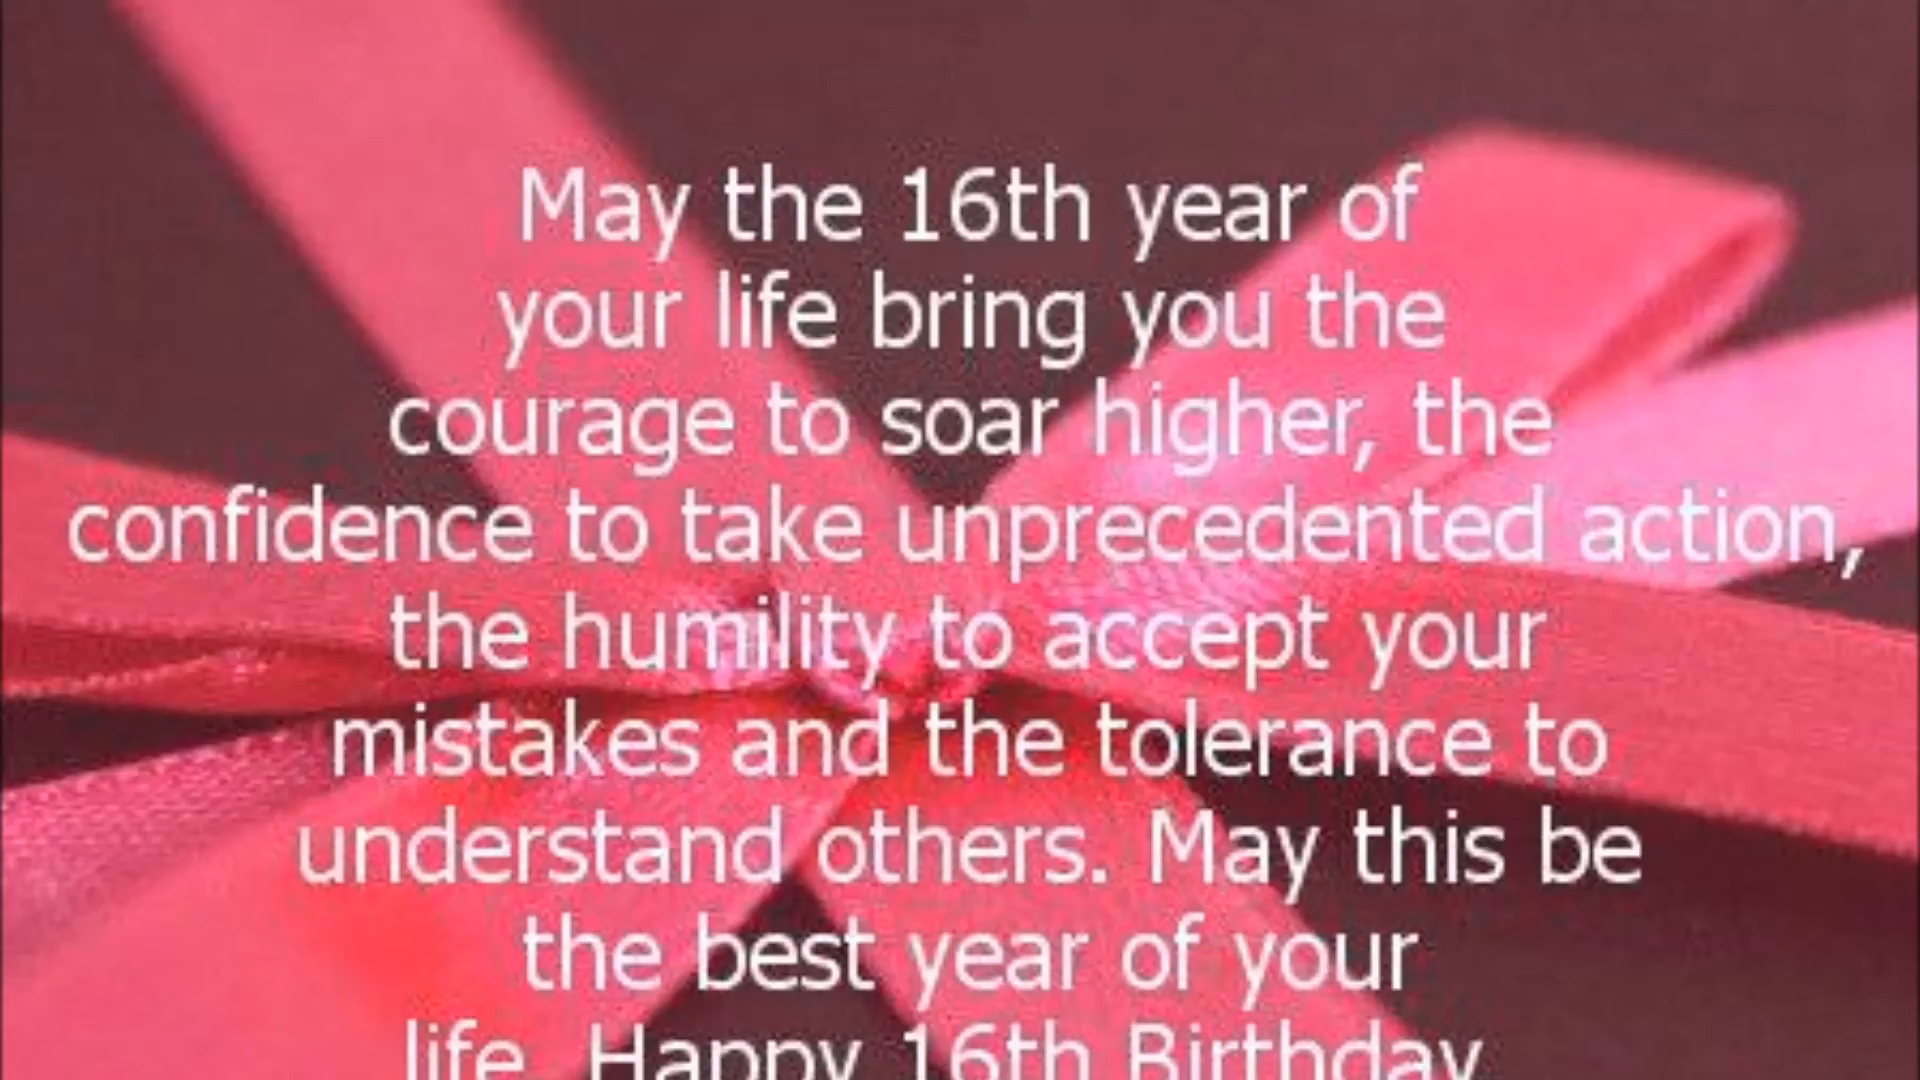 May the 16th year of
your life bring you the
courage to soar higher, the
confidence to take unprecedented action,
the humility to accept your
mistakes and the tolerance to
understand others. May this be
the best year of your
life. Happy 16th Birthday